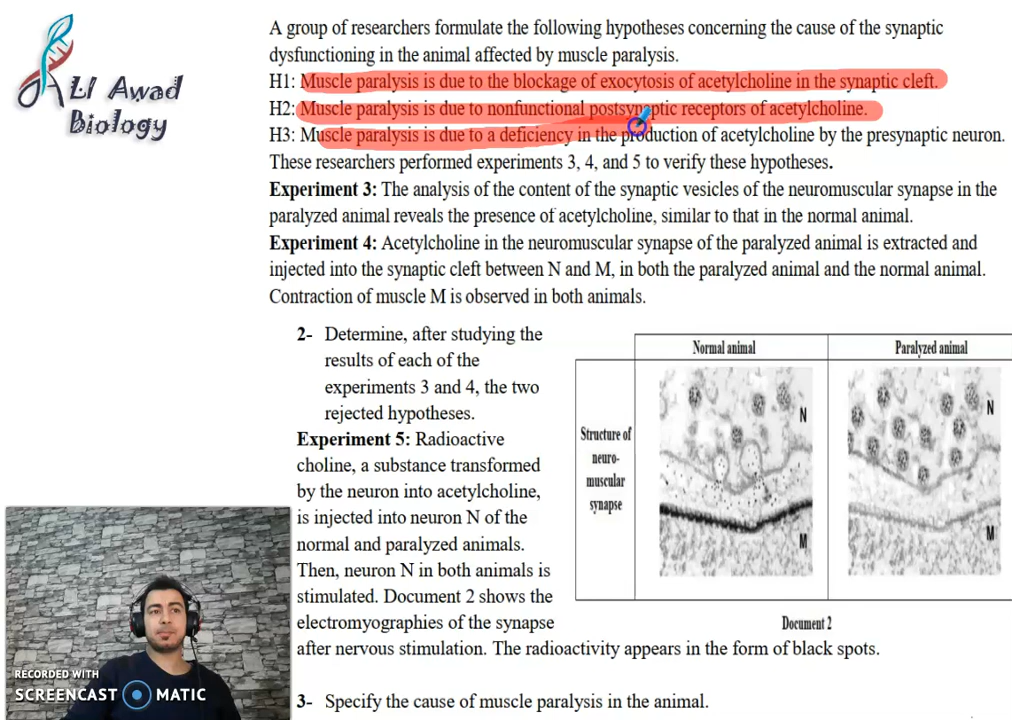 A group of researchers formulate the following hypotheses concerning the cause of the synaptic
dysfunctioning in the animal affected by muscle paralysis.
H1: Muscle paralysis is due to the blockage of exocytosis of acetylcholine in the synaptic cleft.
H2: Muscle paralysis is due to nonfunctional postsynaptic receptors of acetylcholine.
H3: Muscle paralysis is due to a deficiency in the production of acetylcholine by the presynaptic neuron.
These researchers performed experiments 3, 4, and 5 to verify these hypotheses.
Experiment 3: The analysis of the content of the synaptic vesicles of the neuromuscular synapse in the
paralyzed animal reveals the presence of acetylcholine, similar to that in the normal animal.
Experiment 4: Acetylcholine in the neuromuscular synapse of the paralyzed animal is extracted and
injected into the synaptic cleft between N and M, in both the paralyzed animal and the normal animal.
Contraction of muscle M is observed in both animals.
2- Determine, after studying the
results of each of the
experiments 3 and 4, the two
rejected hypotheses.
Experiment 5: Radioactive
choline, a substance transformed
by the neuron into acetylcholine,
is injected into neuron N of the
normal and paralyzed animals.
Then, neuron N in both animals is
stimulated. Document 2 shows the
electromyographies of the synapse
after nervous stimulation. The radioactivity appears in the form of black spots.
Normal animal
Paralyzed animal
Structure of
neuro-
muscular
synapse
N
M
N
M
Document 2
3- Specify the cause of muscle paralysis in the animal.
ALI Awad
Biology
RECORDED WITH
SCREENCAST MATIC